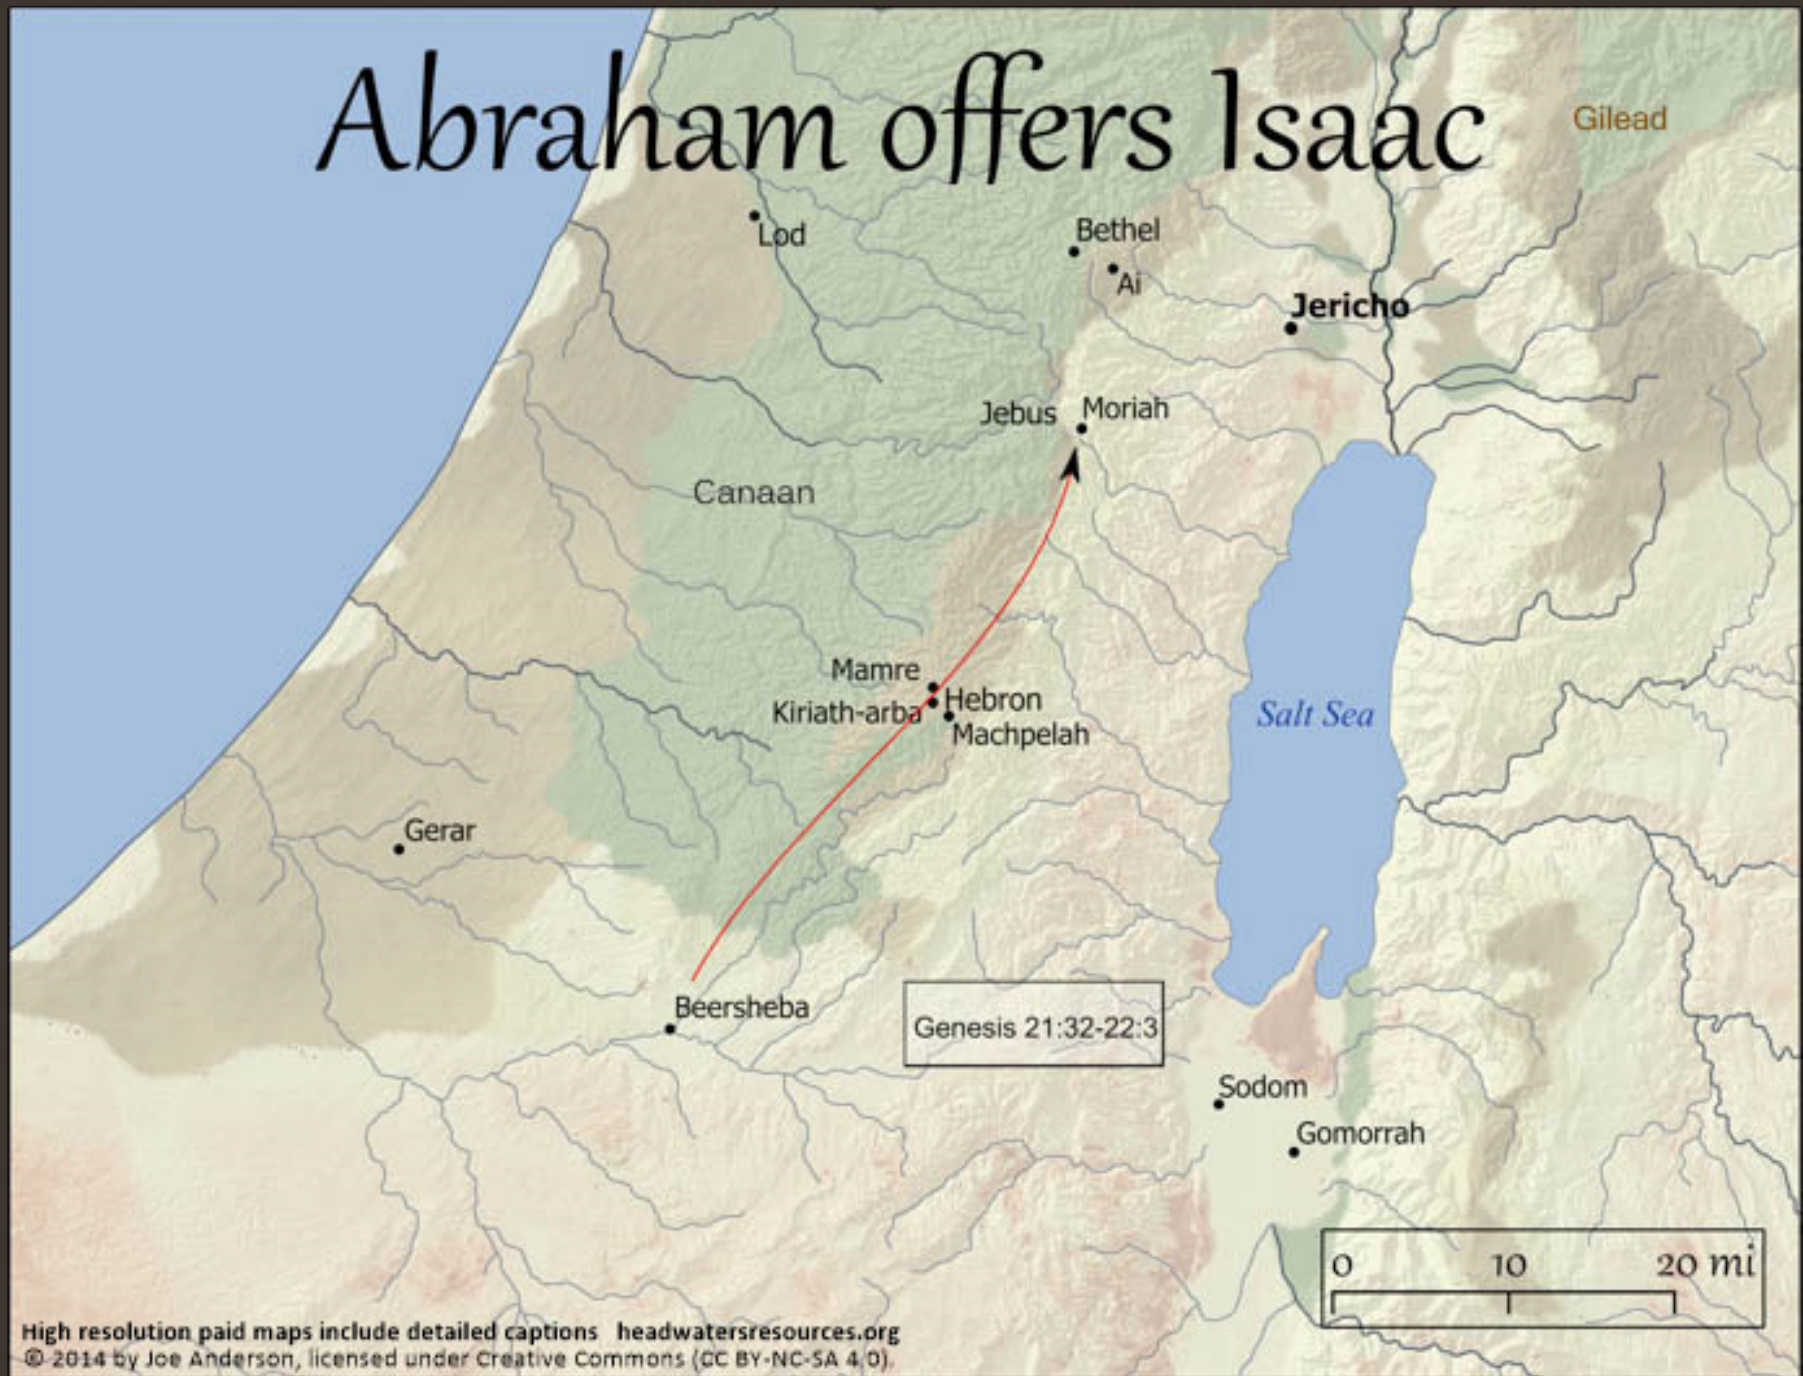 Abraham offers Isaac
Gilead
Lod
Bethel
Ai
Jericho
Jebus
Moriah
Canaan
Mamre
Hebron
Kiriath-arba
Machpelah
Salt Sea
Gerar
Beersheba
Genesis 21:32-22:3
Sodom
Gomorrah
0 10 20 mi
High resolution paid maps include detailed captions headwatersresources.org
© 2014 by Joe Anderson, licensed under Creative Commons (CC BY-NC-SA 4.0).